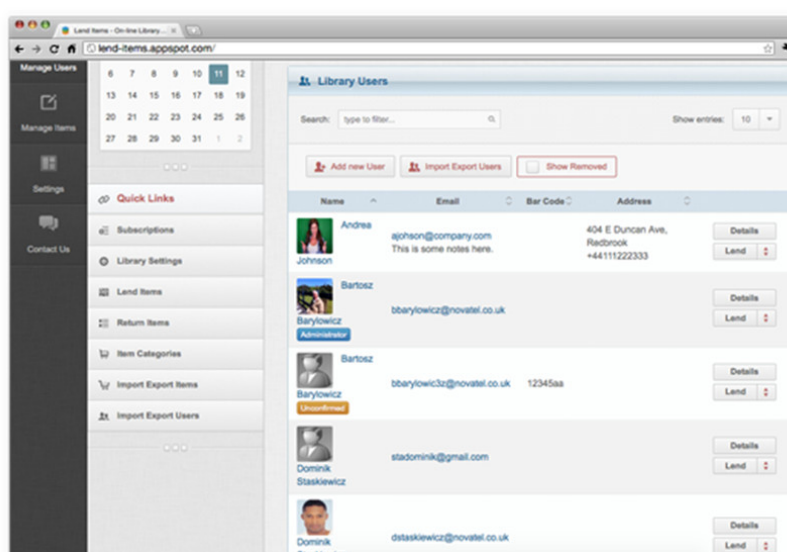 Lend Items - On-line Library...
lend-items.appspot.com/
Manage Users
Manage Items
Settings
Contact Us
6 7 8 9 10 11 12
13 14 15 16 17 18 19
20 21 22 23 24 25 26
27 28 29 30 31 1 2
Quick Links
Subscriptions
Library Settings
Lend Items
Return Items
Item Categories
Import Export Items
Import Export Users
Library Users
Search: type to filter...
Show entries: 10
Add new User Import Export Users Show Removed
Name Email Bar Code Address
Andrea
Johnson
ajohson@company.com
This is some notes here.
404 E Duncan Ave,
Redbrook
+44111222333
Details
Lend
Bartosz
Barylowicz
Administrator
bbarylowicz@novatel.co.uk
Details
Lend
Bartosz
Barylowicz
Unconfirmed
bbarylowic3z@novatel.co.uk
12345aa
Details
Lend
Dominik
Staskiewicz
stadominik@gmail.com
Details
Lend
Dominik
dstaskiewicz@novatel.co.uk
Details
Lend